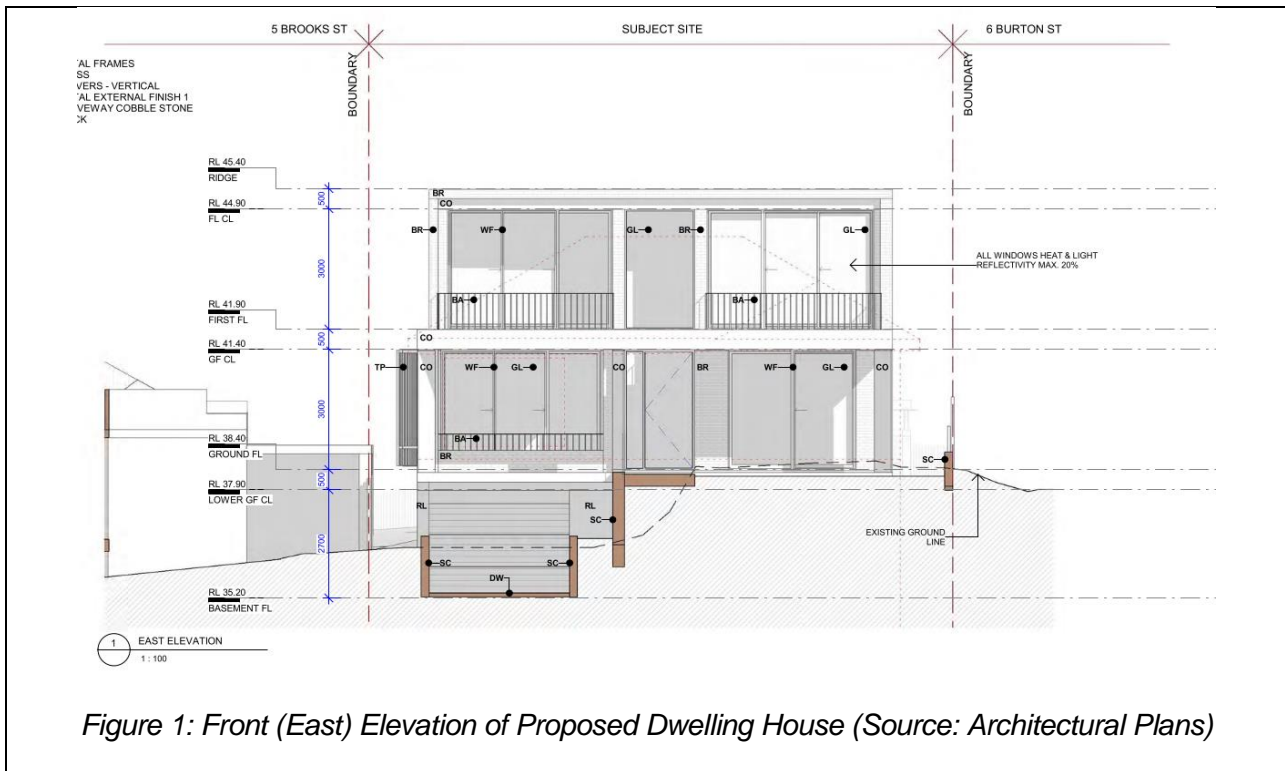 5 BROOKS ST
SUBJECT SITE
6 BURTON ST
BOUNDARY
BOUNDARY
AL FRAMES
SS
VERS - VERTICAL
AL EXTERNAL FINISH 1
VEWAY COBBLE STONE
CK
RL 45.40
RIDGE
RL 44.90
FL CL
RL 41.90
FIRST FL
RL 41.40
GF CL
RL 38.40
GROUND FL
RL 37.90
LOWER GF CL
RL 35.20
BASEMENT FL
500
3000
500
3000
500
2700
BR
CO
BR
WF
GL
BR
GL
BA
BA
ALL WINDOWS HEAT & LIGHT
REFLECTIVITY MAX. 20%
CO
TP
CO
WF
GL
CO
BR
WF
GL
CO
BA
BR
SC
RL
RL
SC
EXISTING GROUND
LINE
SC
SC
DW
1
EAST ELEVATION
1 : 100
Figure 1: Front (East) Elevation of Proposed Dwelling House (Source: Architectural Plans)